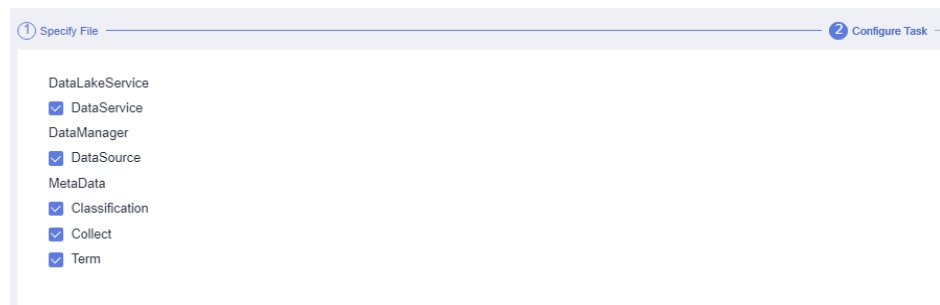 1 Specify File 2 Configure Task
DataLakeService
DataService
DataManager
DataSource
MetaData
Classification
Collect
Term